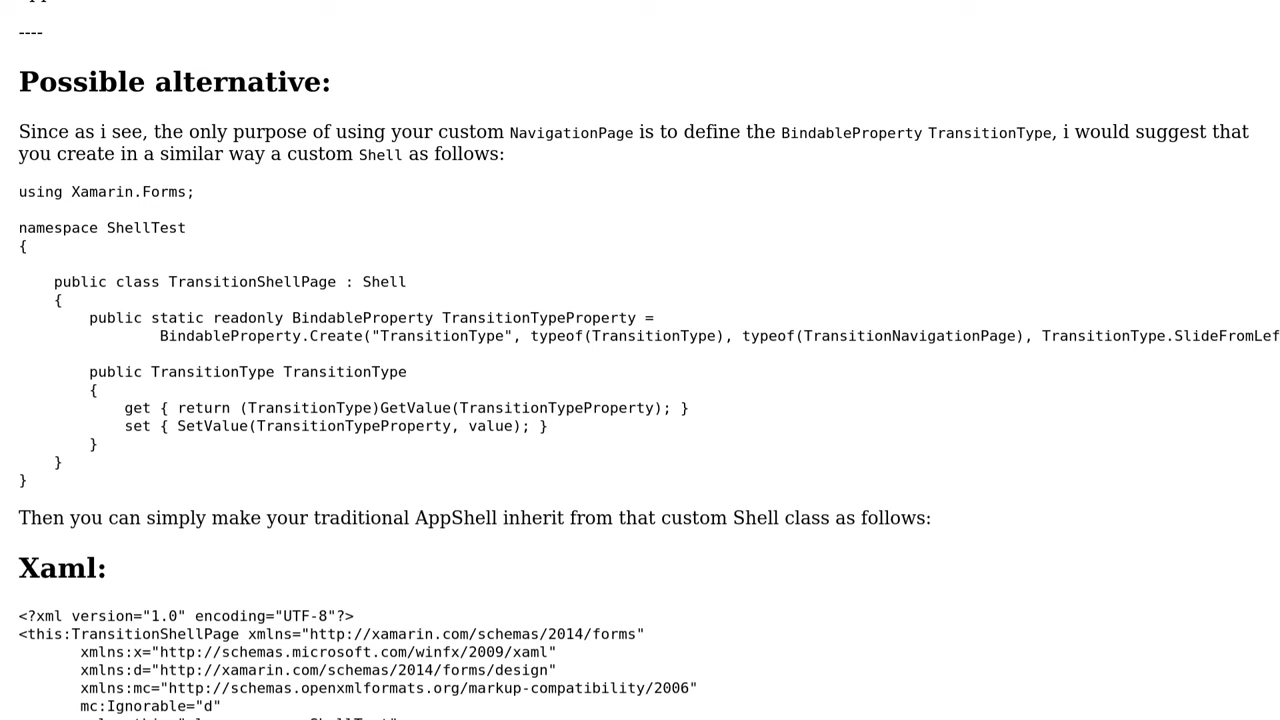 ----
Possible alternative:
Since as i see, the only purpose of using your custom NavigationPage is to define the BindableProperty TransitionType, i would suggest that
you create in a similar way a custom Shell as follows:
using Xamarin.Forms;
namespace ShellTest
{
    public class TransitionShellPage : Shell
    {
        public static readonly BindableProperty TransitionTypeProperty =
                BindableProperty.Create("TransitionType", typeof(TransitionType), typeof(TransitionNavigationPage), TransitionType.SlideFromLef
        public TransitionType TransitionType
        {
            get { return (TransitionType)GetValue(TransitionTypeProperty); }
            set { SetValue(TransitionTypeProperty, value); }
        }
    }
}
Then you can simply make your traditional AppShell inherit from that custom Shell class as follows:
Xaml:
<?xml version="1.0" encoding="UTF-8"?>
<this:TransitionShellPage xmlns="http://xamarin.com/schemas/2014/forms"
       xmlns:x="http://schemas.microsoft.com/winfx/2009/xaml"
       xmlns:d="http://xamarin.com/schemas/2014/forms/design"
       xmlns:mc="http://schemas.openxmlformats.org/markup-compatibility/2006"
       mc:Ignorable="d"